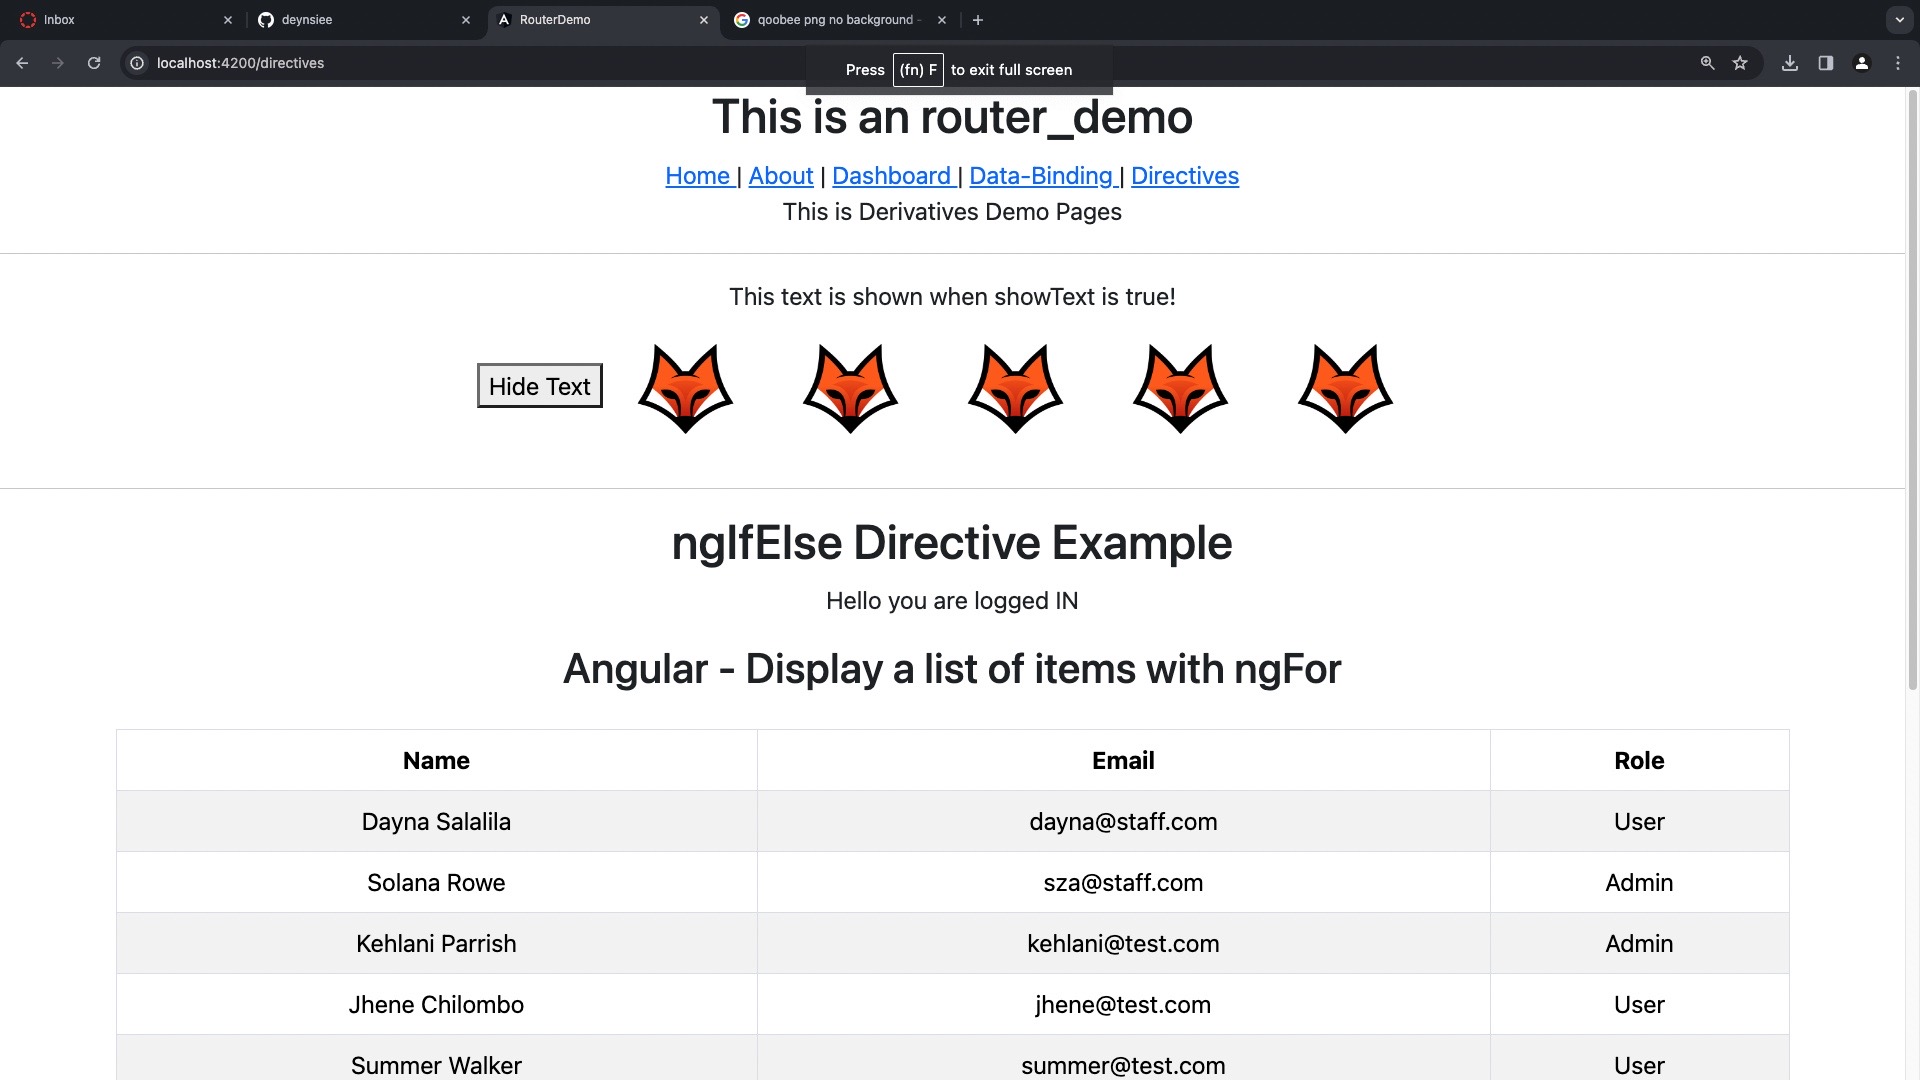 Inbox
deynsiee
RouterDemo
qoobee png no background -
localhost:4200/directives
Press (fn) F to exit full screen
This is an router_demo
Home | About | Dashboard | Data-Binding | Directives
This is Derivatives Demo Pages
This text is shown when showText is true!
Hide Text
ngIfElse Directive Example
Hello you are logged IN
Angular - Display a list of items with ngFor
Name Email Role
Dayna Salalila dayna@staff.com User
Solana Rowe sza@staff.com Admin
Kehlani Parrish kehlani@test.com Admin
Jhene Chilombo jhene@test.com User
Summer Walker summer@test.com User